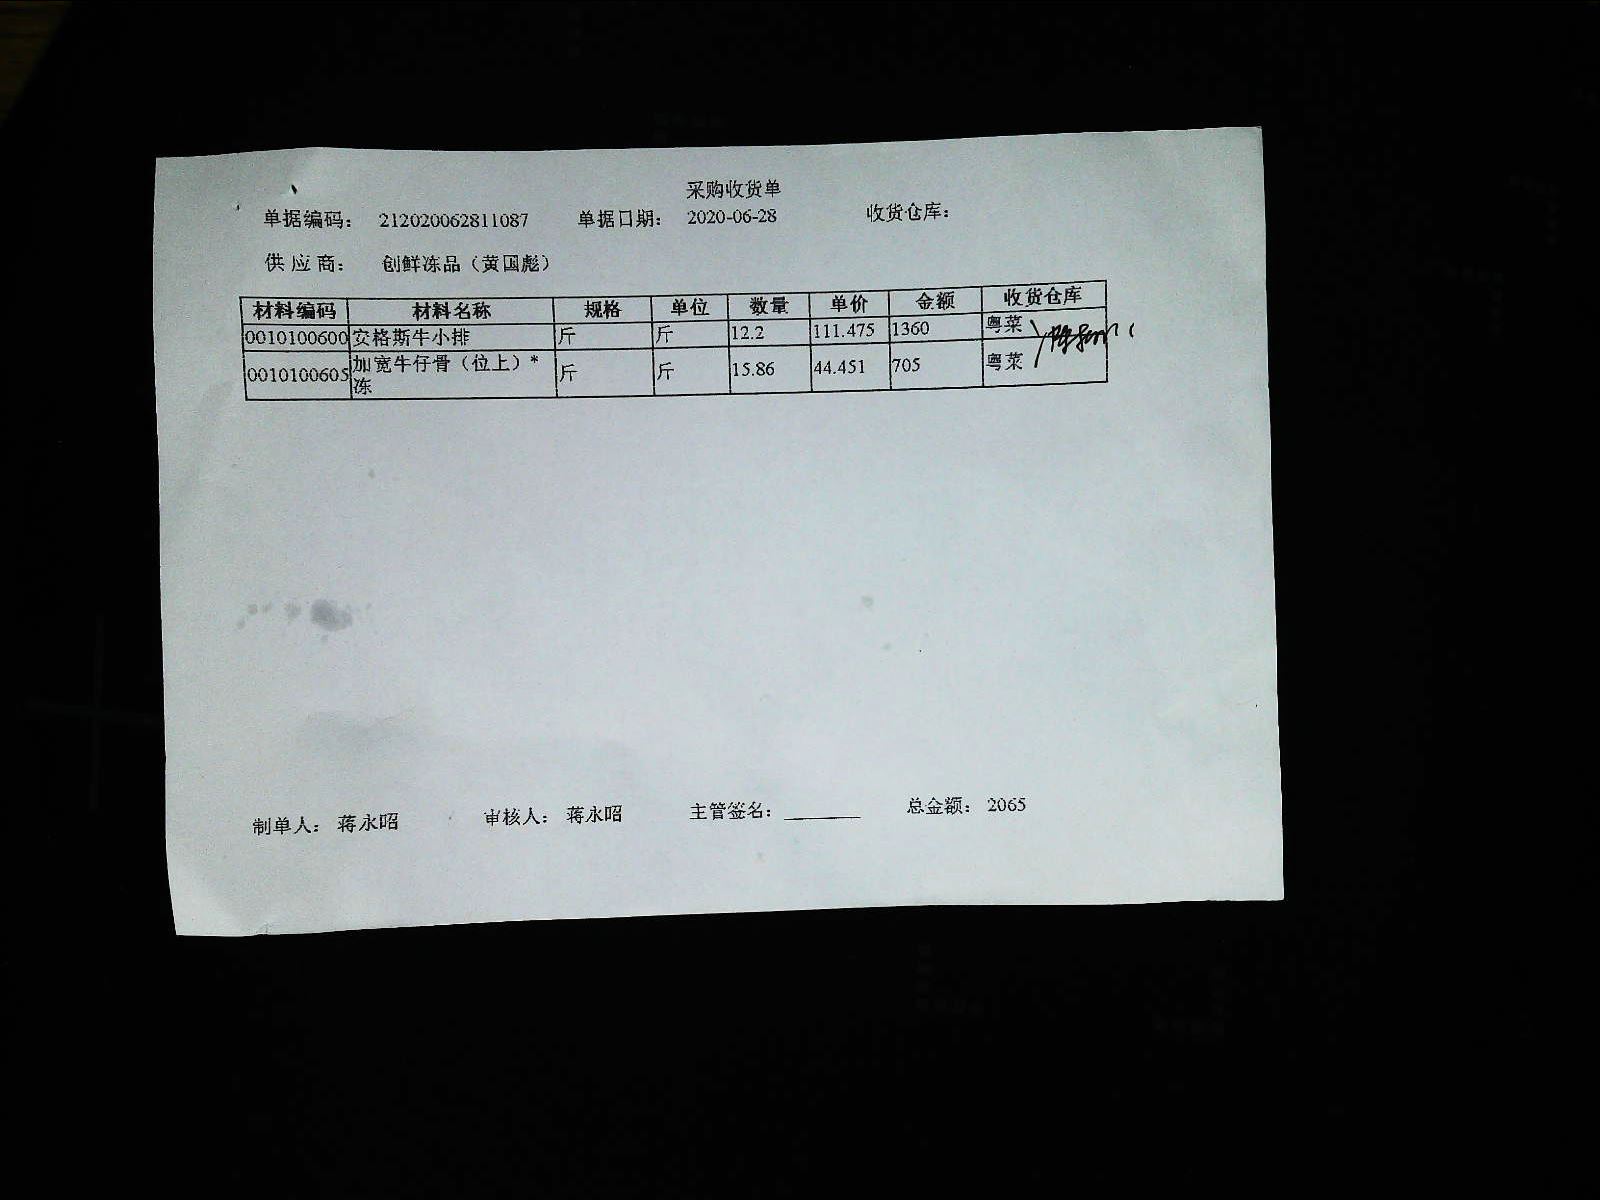 采购收货单
单据编码： 212020062811087 单据日期： 2020-06-28 收货仓库：
供 应 商： 创鲜冻品（黄国彪）
材料编码 材料名称 规格 单位 数量 单价 金额 收货仓库
0010100600 安格斯牛小排 斤 斤 12.2 111.475 1360 粤菜
0010100605 加宽牛仔骨（位上）*冻 斤 斤 15.86 44.451 705 粤菜
制单人： 蒋永昭 审核人： 蒋永昭 主管签名： 总金额： 2065